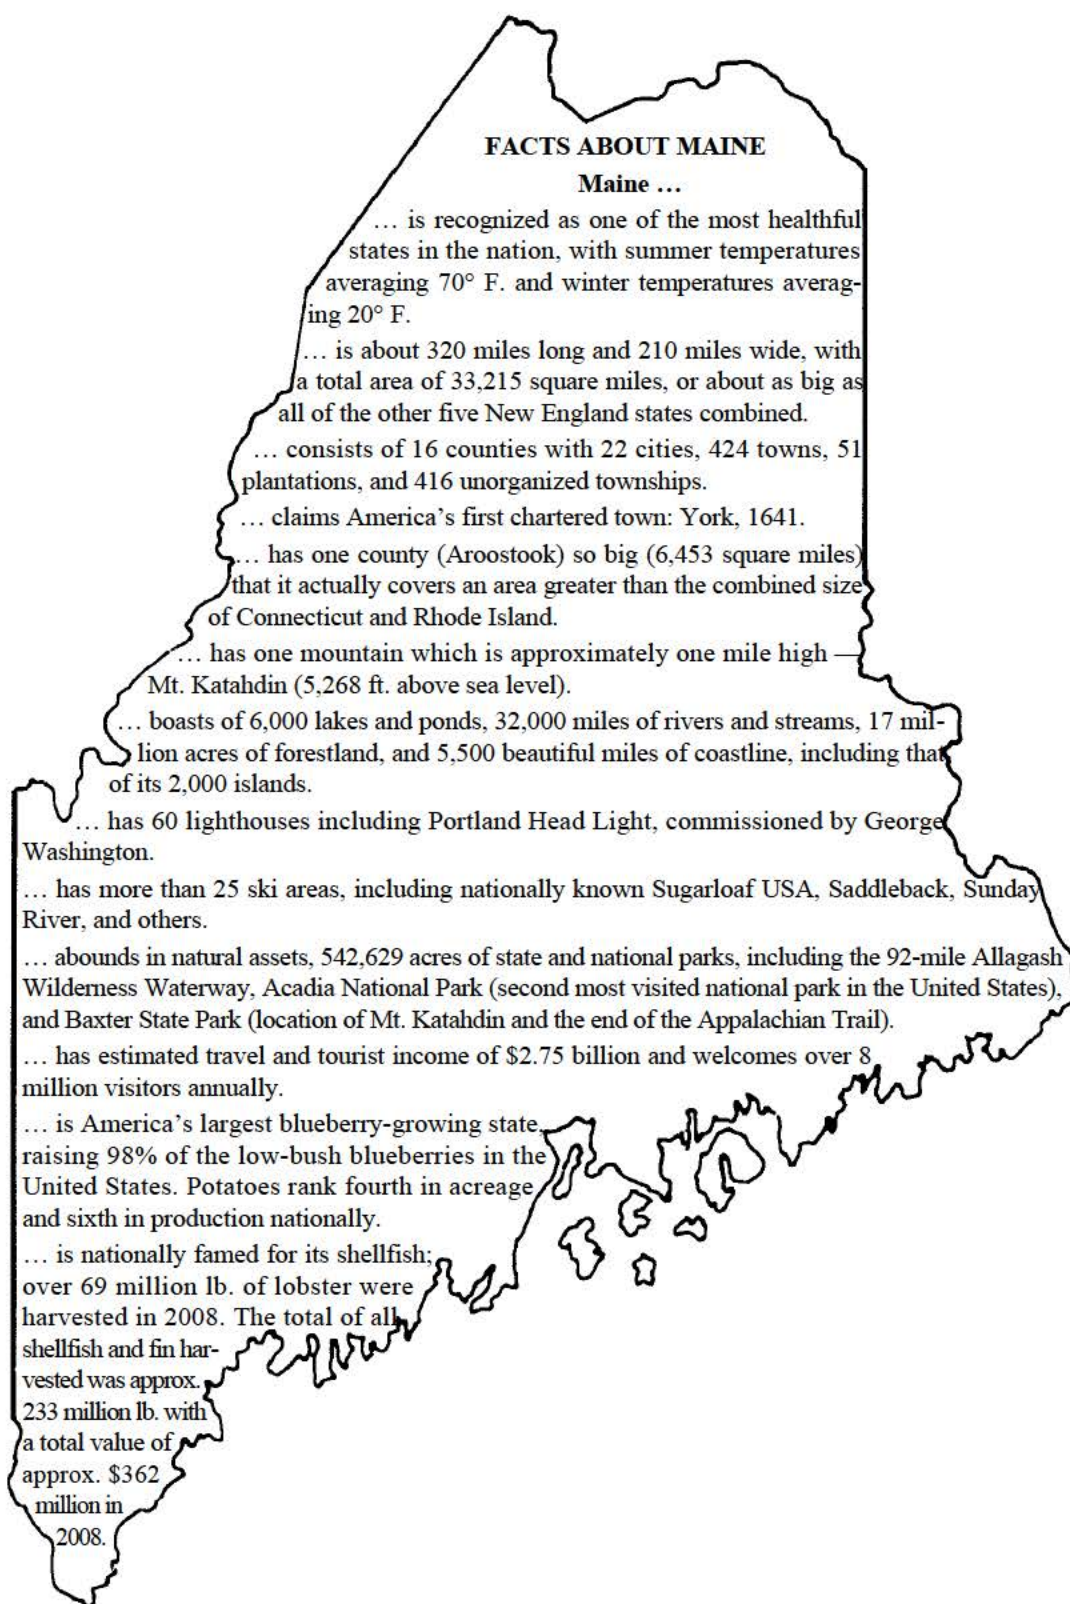 FACTS ABOUT MAINE
Maine …
… is recognized as one of the most healthful
states in the nation, with summer temperatures
averaging 70° F. and winter temperatures averag-
ing 20° F.
… is about 320 miles long and 210 miles wide, with
a total area of 33,215 square miles, or about as big as
all of the other five New England states combined.
… consists of 16 counties with 22 cities, 424 towns, 51
plantations, and 416 unorganized townships.
… claims America’s first chartered town: York, 1641.
… has one county (Aroostook) so big (6,453 square miles)
that it actually covers an area greater than the combined size
of Connecticut and Rhode Island.
… has one mountain which is approximately one mile high —
Mt. Katahdin (5,268 ft. above sea level).
… boasts of 6,000 lakes and ponds, 32,000 miles of rivers and streams, 17 mil-
lion acres of forestland, and 5,500 beautiful miles of coastline, including that
of its 2,000 islands.
… has 60 lighthouses including Portland Head Light, commissioned by George
Washington.
… has more than 25 ski areas, including nationally known Sugarloaf USA, Saddleback, Sunday
River, and others.
… abounds in natural assets, 542,629 acres of state and national parks, including the 92-mile Allagash
Wilderness Waterway, Acadia National Park (second most visited national park in the United States),
and Baxter State Park (location of Mt. Katahdin and the end of the Appalachian Trail).
… has estimated travel and tourist income of $2.75 billion and welcomes over 8
million visitors annually.
… is America’s largest blueberry-growing state,
raising 98% of the low-bush blueberries in the
United States. Potatoes rank fourth in acreage
and sixth in production nationally.
… is nationally famed for its shellfish;
over 69 million lb. of lobster were
harvested in 2008. The total of all
shellfish and fin har-
vested was approx.
233 million lb. with
a total value of
approx. $362
million in
2008.